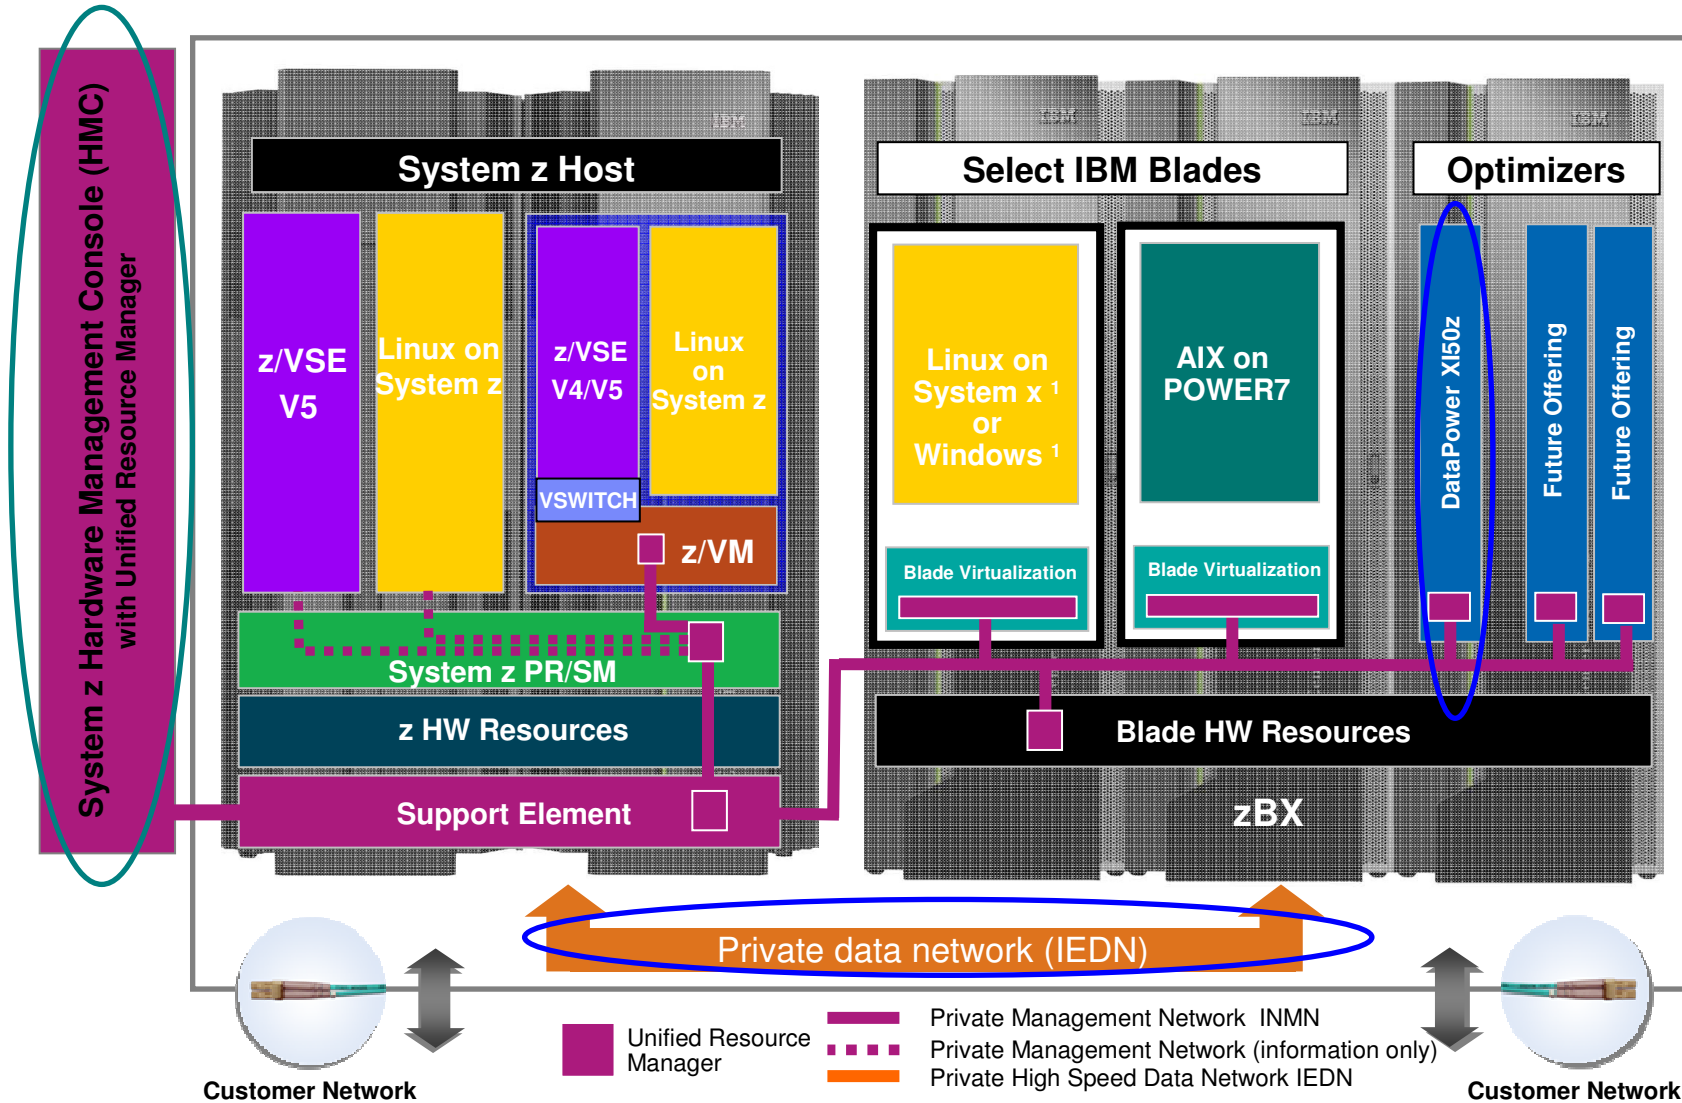 System z Hardware Management Console (HMC)
with Unified Resource Manager
IBM
IBM
IBM
IBM
System z Host
Select IBM Blades
Optimizers
z/VSE
V5
Linux on
System z
z/VSE
V4/V5
Linux
on
System z
VSWITCH
z/VM
System z PR/SM
z HW Resources
Support Element
Linux on
System x ¹
or
Windows ¹
AIX on
POWER7
Blade Virtualization
Blade Virtualization
DataPower XI50z
Future Offering
Future Offering
Blade HW Resources
zBX
Private data network (IEDN)
Customer Network
Unified Resource
Manager
Private Management Network INMN
Private Management Network (information only)
Private High Speed Data Network IEDN
Customer Network